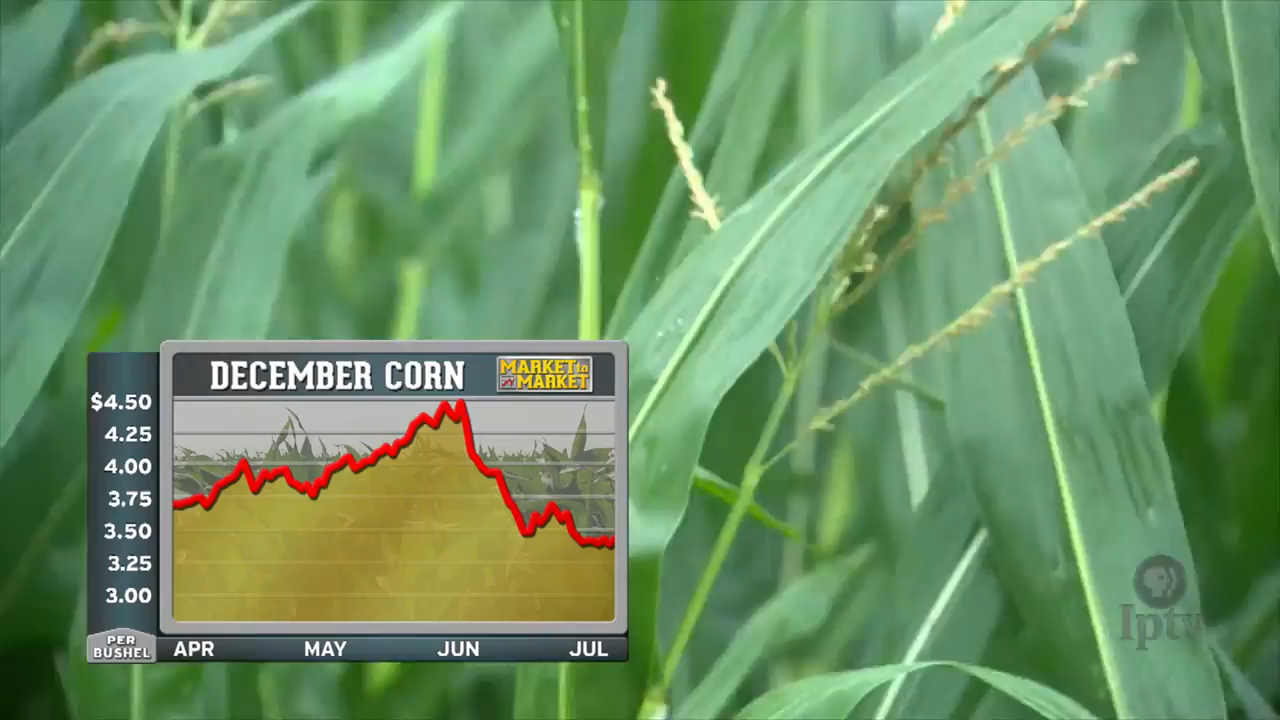 DECEMBER CORN
MARKET to
MARKET
$4.50
4.25
4.00
3.75
3.50
3.25
3.00
PER
BUSHEL
APR MAY JUN JUL
Iptv